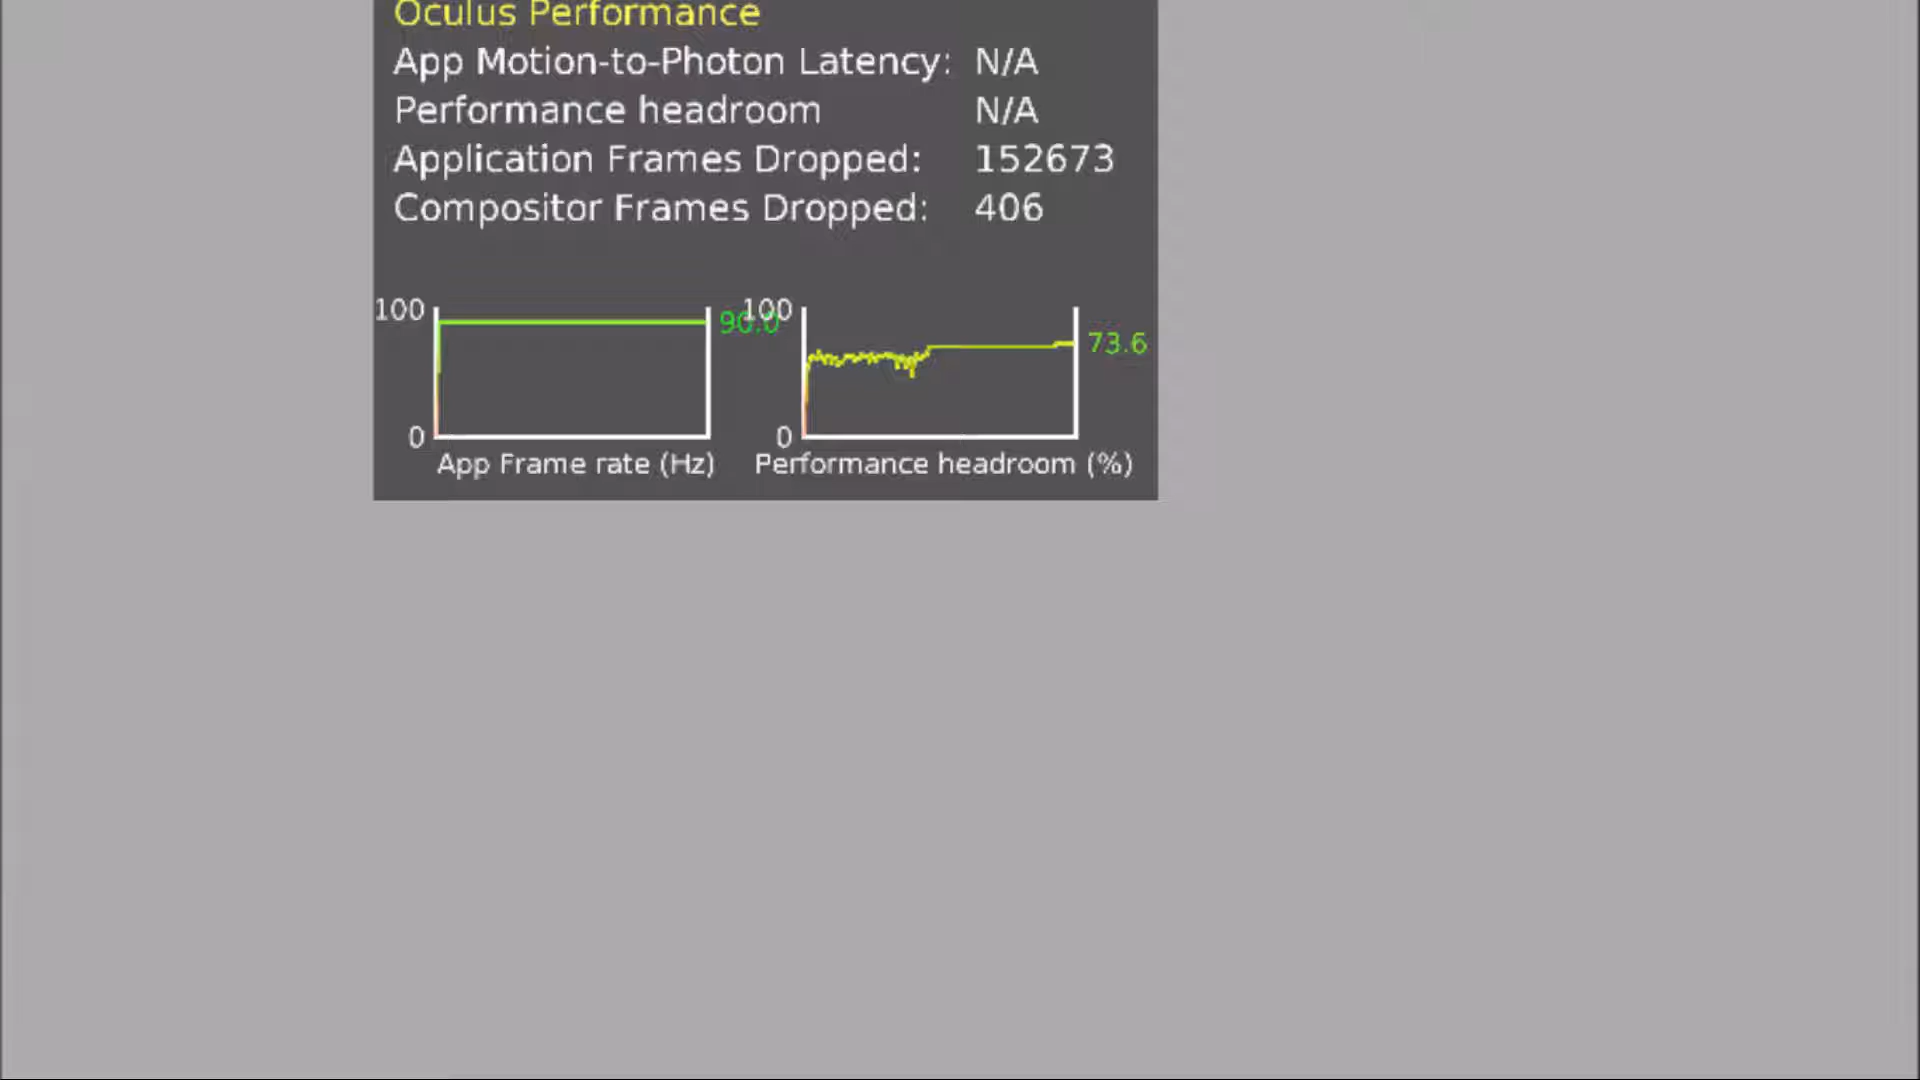 Oculus Performance
App Motion-to-Photon Latency: N/A
Performance headroom N/A
Application Frames Dropped: 152673
Compositor Frames Dropped: 406
100 90.0 100 73.6
0 0
App Frame rate (Hz) Performance headroom (%)